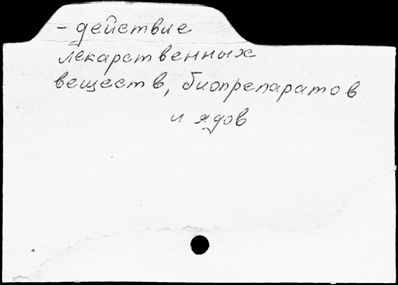 - действие
лекарственных
веществ, биопрепаратов
и ядов